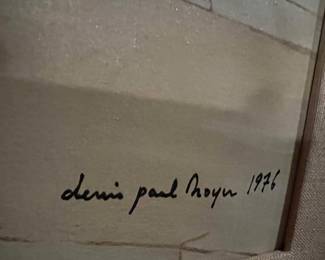 denis paul noyer 1976